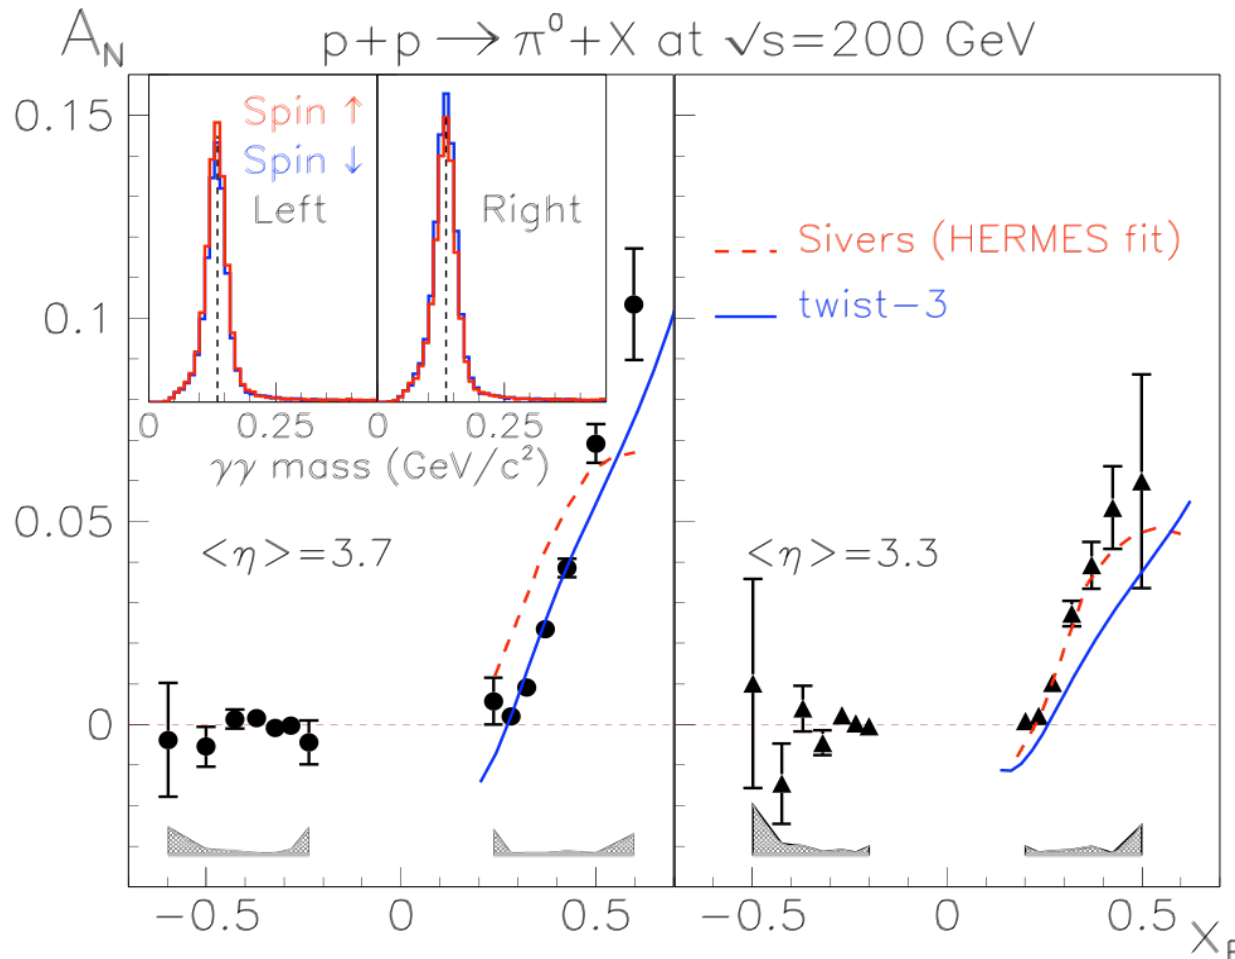 A_N
p+p → π⁰+X at √s=200 GeV
0.15
0.1
0.05
0
Spin ↑
Spin ↓
Left
Right
0
0.25
0
0.25
γγ mass (GeV/c²)
Sivers (HERMES fit)
twist-3
<η>=3.7
<η>=3.3
-0.5
0
0.5
-0.5
0
0.5
X_F